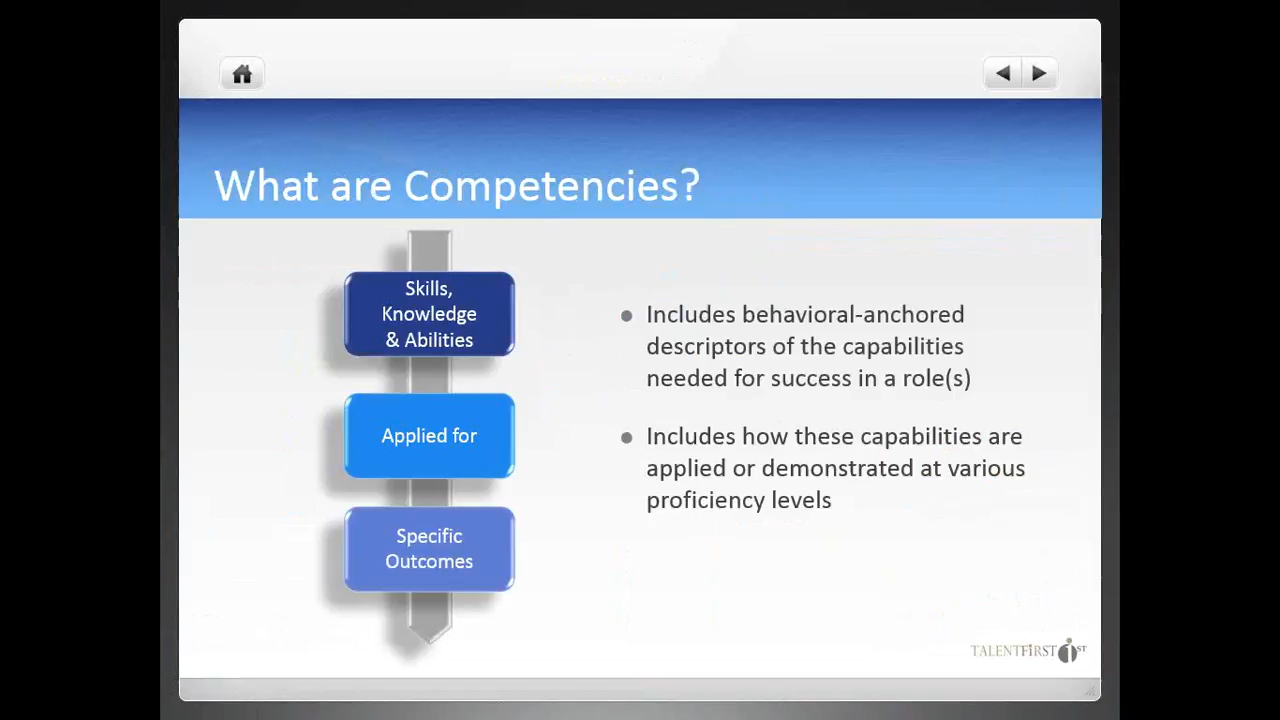 What are Competencies?
Skills,
Knowledge
& Abilities
Applied for
Specific
Outcomes
● Includes behavioral-anchored
descriptors of the capabilities
needed for success in a role(s)
● Includes how these capabilities are
applied or demonstrated at various
proficiency levels
TALENTFiRST 1ST